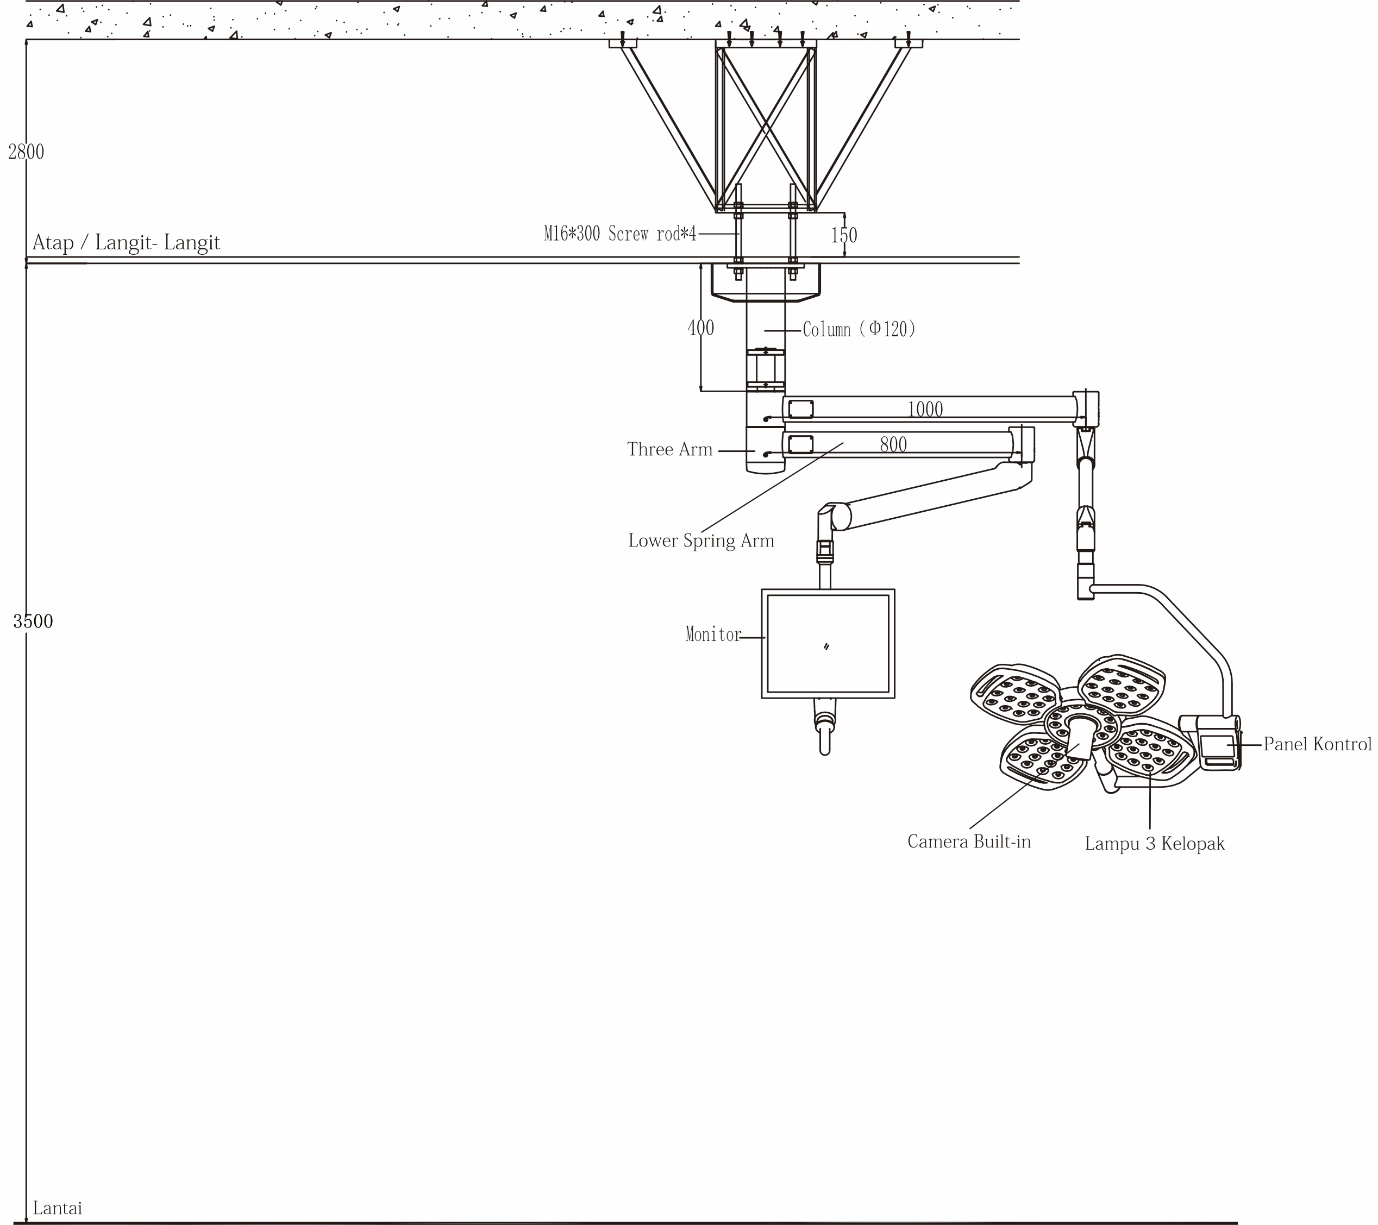 2800
Atap / Langit- Langit
M16*300 Screw rod*4
150
400
Column (Φ120)
1000
Three Arm
800
Lower Spring Arm
3500
Monitor
Panel Kontrol
Camera Built-in
Lampu 3 Kelopak
Lantai